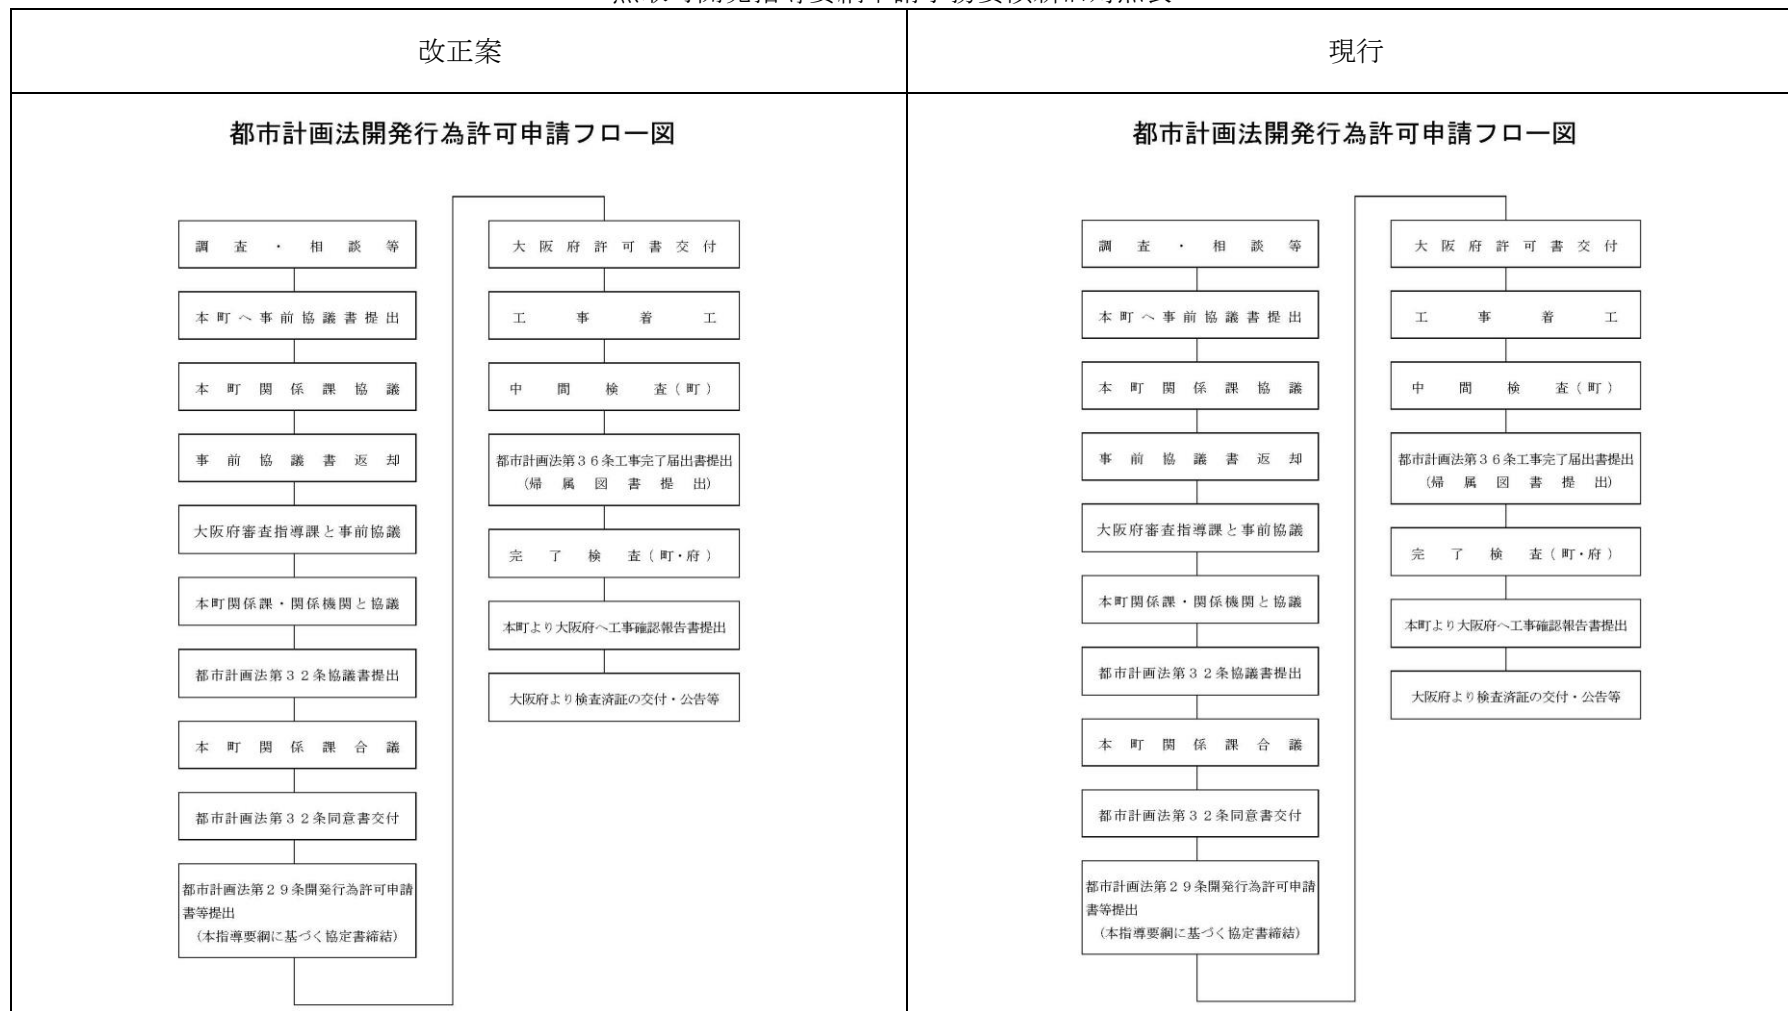 改正案
現行
都市計画法開発行為許可申請フロー図
調査・相談等
本町へ事前協議書提出
本町関係課協議
事前協議書返却
大阪府審査指導課と事前協議
本町関係課・関係機関と協議
都市計画法第３２条協議書提出
本町関係課合議
都市計画法第３２条同意書交付
都市計画法第２９条開発行為許可申請
書等提出
（本指導要綱に基づく協定書締結）
大阪府許可書交付
工事着工
中間検査（町）
都市計画法第３６条工事完了届出書提出
（帰属図書提出）
完了検査（町・府）
本町より大阪府へ工事確認報告書提出
大阪府より検査済証の交付・公告等
都市計画法開発行為許可申請フロー図
調査・相談等
本町へ事前協議書提出
本町関係課協議
事前協議書返却
大阪府審査指導課と事前協議
本町関係課・関係機関と協議
都市計画法第３２条協議書提出
本町関係課合議
都市計画法第３２条同意書交付
都市計画法第２９条開発行為許可申請
書等提出
（本指導要綱に基づく協定書締結）
大阪府許可書交付
工事着工
中間検査（町）
都市計画法第３６条工事完了届出書提出
（帰属図書提出）
完了検査（町・府）
本町より大阪府へ工事確認報告書提出
大阪府より検査済証の交付・公告等